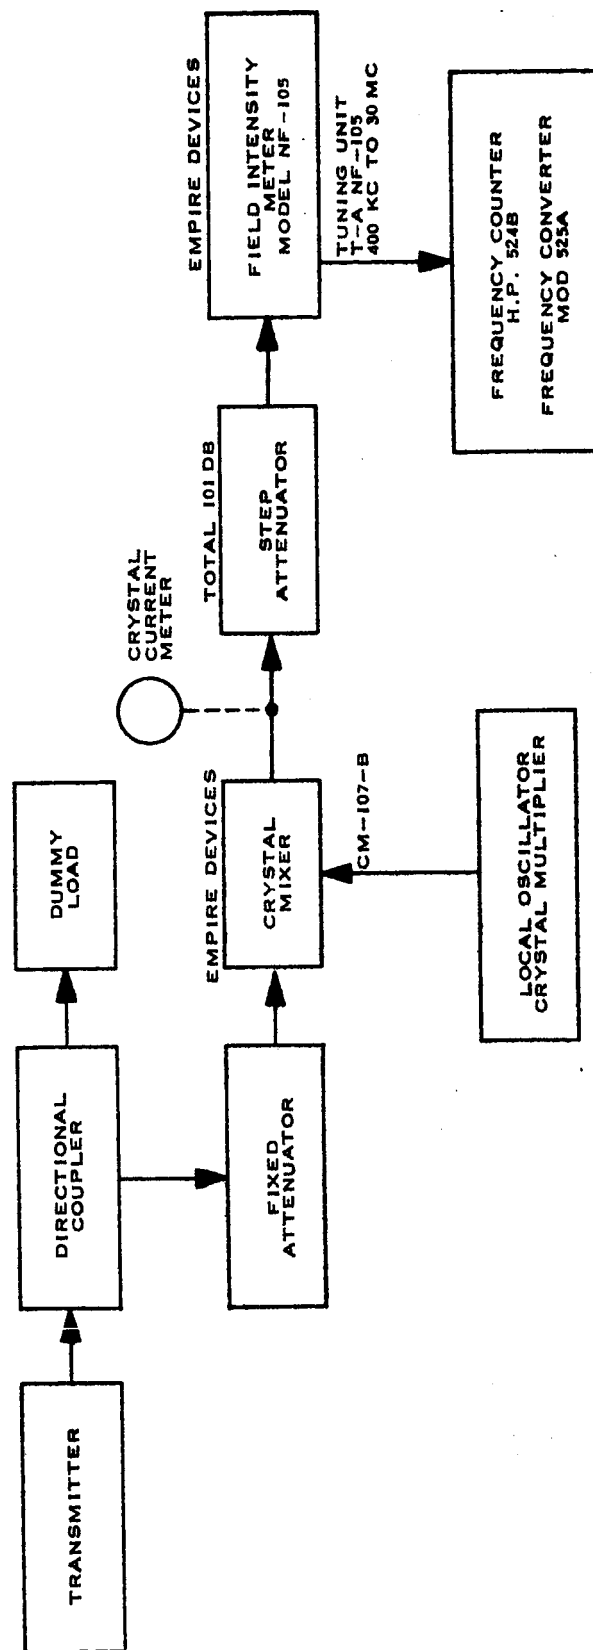 TRANSMITTER
DIRECTIONAL
COUPLER
DUMMY
LOAD
FIXED
ATTENUATOR
EMPIRE DEVICES
CRYSTAL
MIXER
CM-107-B
LOCAL OSCILLATOR
CRYSTAL MULTIPLIER
CRYSTAL
CURRENT
METER
TOTAL 101 DB
STEP
ATTENUATOR
EMPIRE DEVICES
FIELD INTENSITY
METER
MODEL NF-105
TUNING UNIT
T-A NF-105
400 KC TO 30 MC
FREQUENCY COUNTER
H.P. 524B
FREQUENCY CONVERTER
MOD 525A